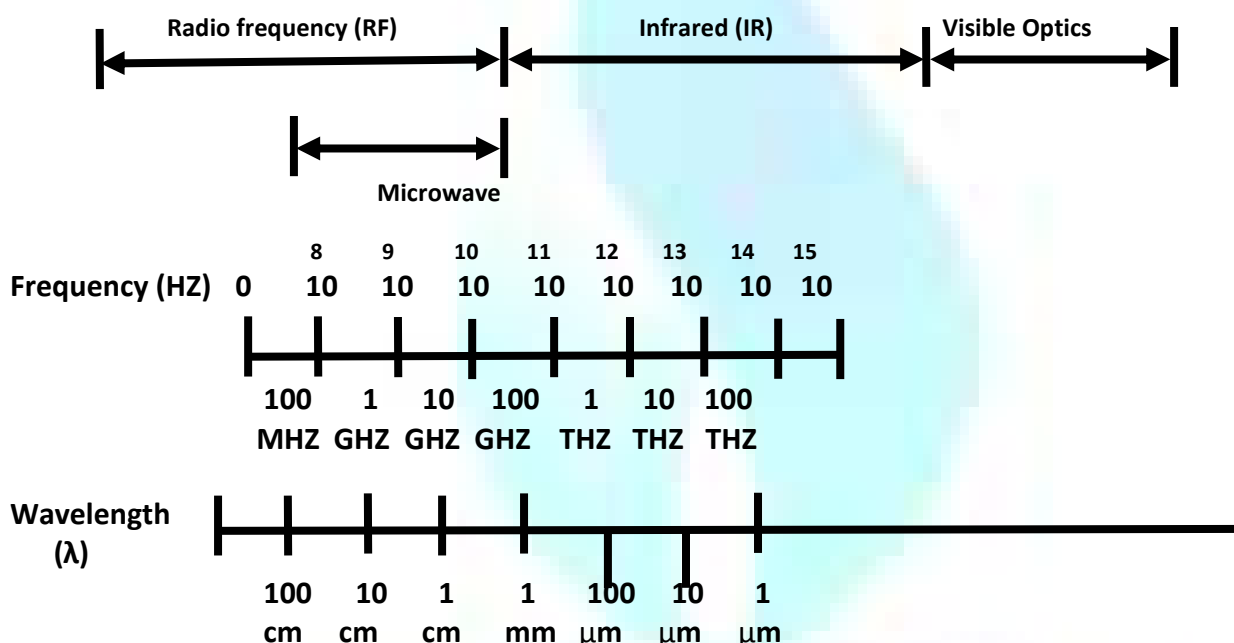 Radio frequency (RF) Infrared (IR) Visible Optics
Microwave
8 9 10 11 12 13 14 15
Frequency (HZ) 0 10 10 10 10 10 10 10 10
100 1 10 100 1 10 100
MHZ GHZ GHZ GHZ THZ THZ THZ
Wavelength
(λ)
100 10 1 1 100 10 1
cm cm cm mm μm μm μm